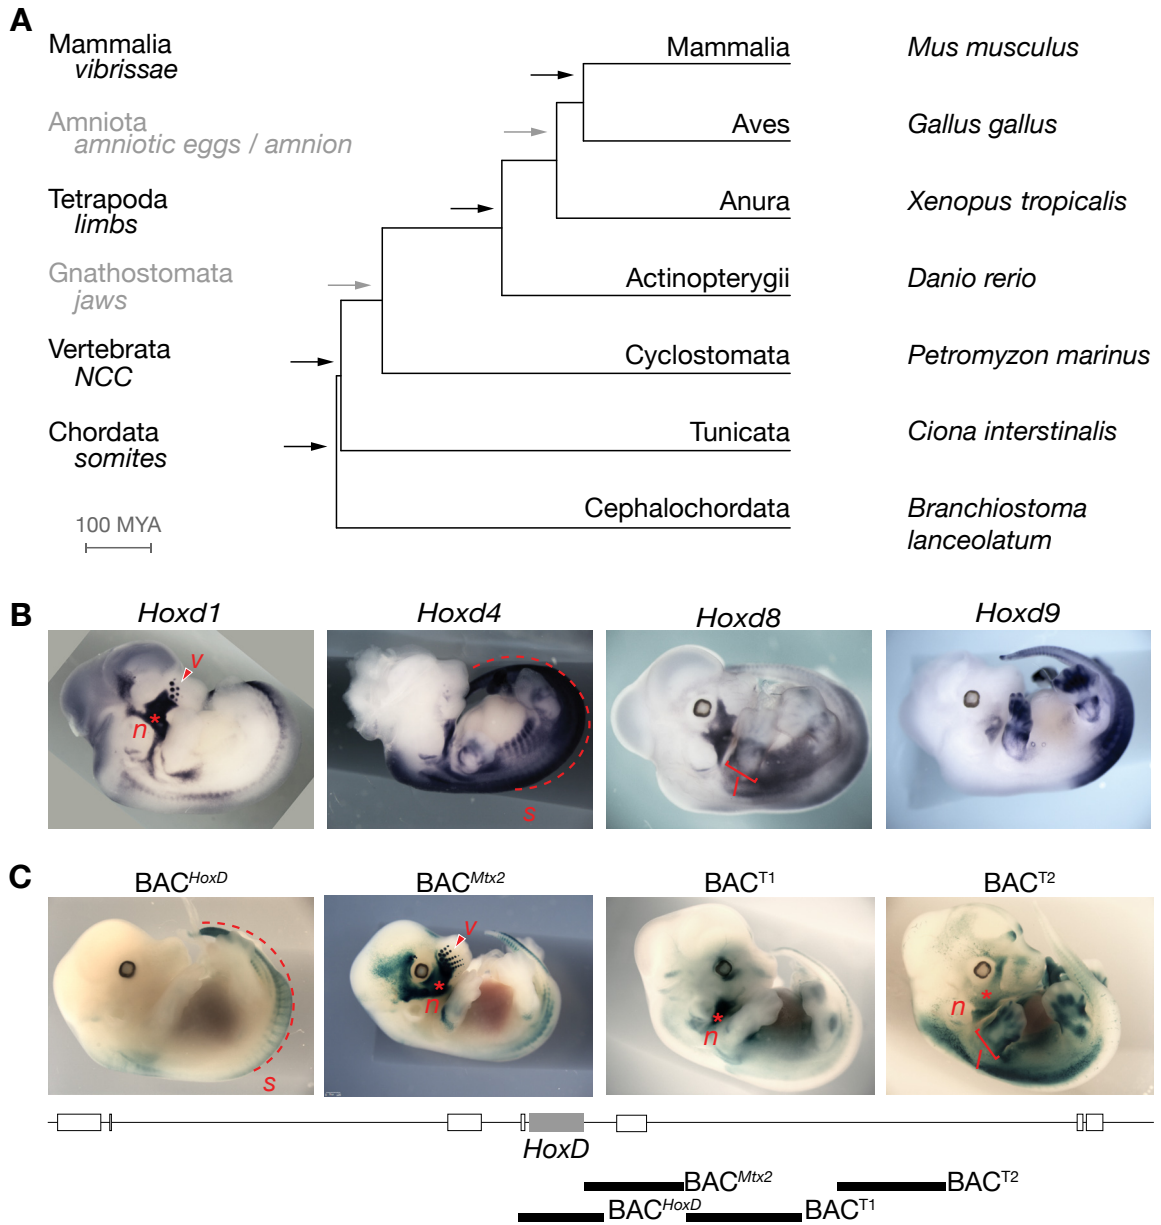 A
Mammalia
vibrissae
Amniota
amniotic eggs / amnion
Tetrapoda
limbs
Gnathostomata
jaws
Vertebrata
NCC
Chordata
somites
100 MYA
Mammalia
Mus musculus
Aves
Gallus gallus
Anura
Xenopus tropicalis
Actinopterygii
Danio rerio
Cyclostomata
Petromyzon marinus
Tunicata
Ciona interstinalis
Cephalochordata
Branchiostoma
lanceolatum
B
Hoxd1
Hoxd4
Hoxd8
Hoxd9
v
n *
s
l
C
BAC^HoxD
BAC^Mtx2
BAC^T1
BAC^T2
s
v
*
n
*
n
*
n
l
HoxD
BAC^Mtx2
BAC^T2
BAC^HoxD
BAC^T1